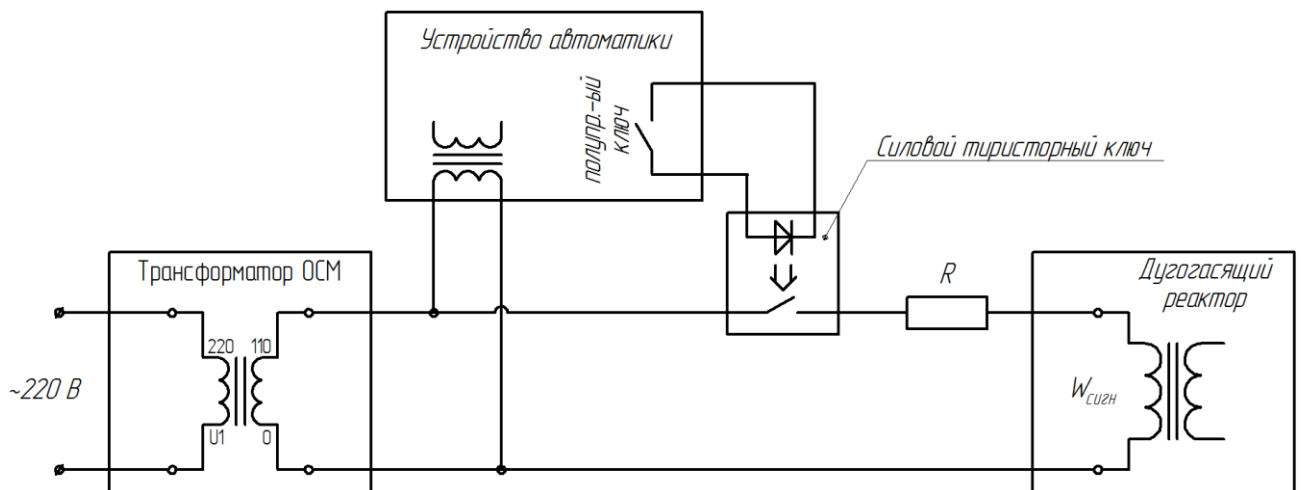 Устройство автоматики
полупр.-ый
ключ
Силовой тиристорный ключ
Трансформатор ОСМ
Дугогасящий
реактор
R
220 110
~220 В
Wсигн
U1 0